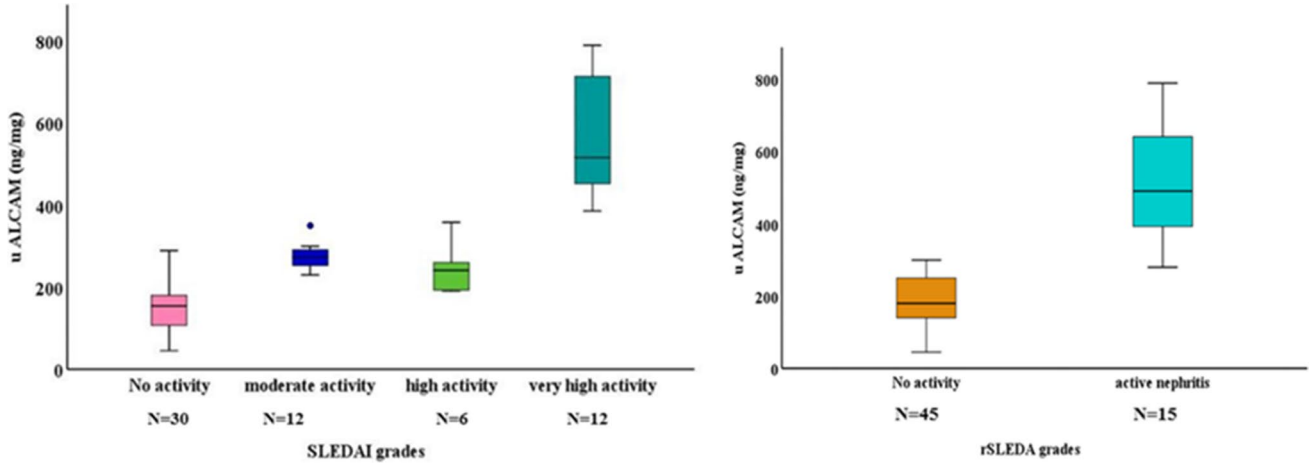 u ALCAM (ng/mg)
800
600
400
200
0
No activity moderate activity high activity very high activity
N=30 N=12 N=6 N=12
SLEDAI grades
u ALCAM (ng/mg)
800
600
400
200
0
No activity active nephritis
N=45 N=15
rSLEDA grades